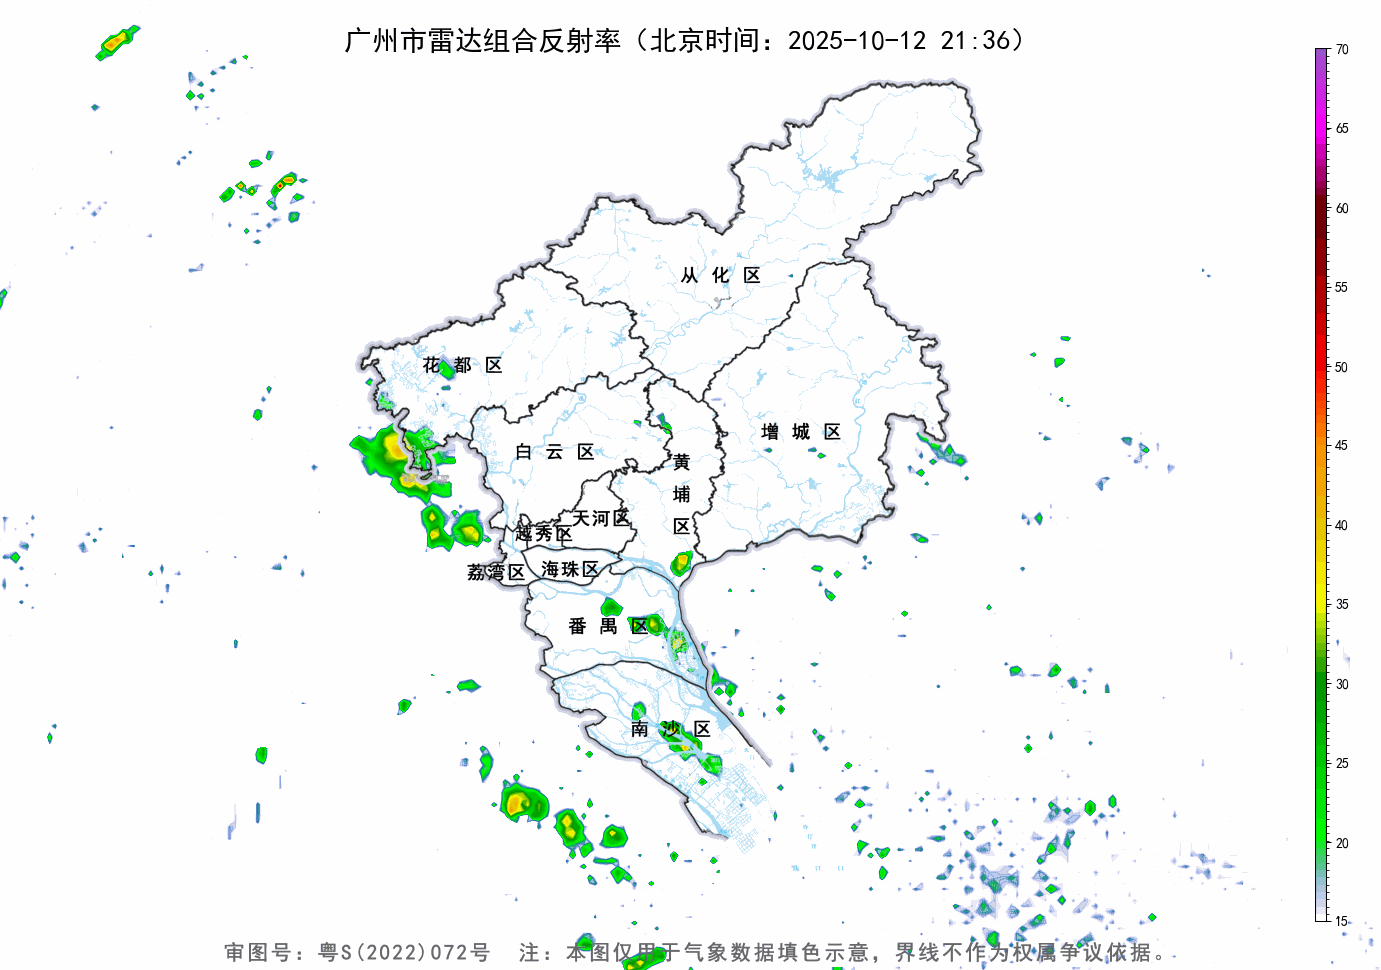 广州市雷达组合反射率（北京时间：2025-10-12 21:36）
70
65
60
55
50
45
40
35
30
25
20
15
从化区
花都区
增城区
白云区
黄埔区
天河区
越秀区
海珠区
荔湾区
番禺区
南沙区
审图号：粤S(2022)072号 注：本图仅用于气象数据填色示意，界线不作为权属争议依据。